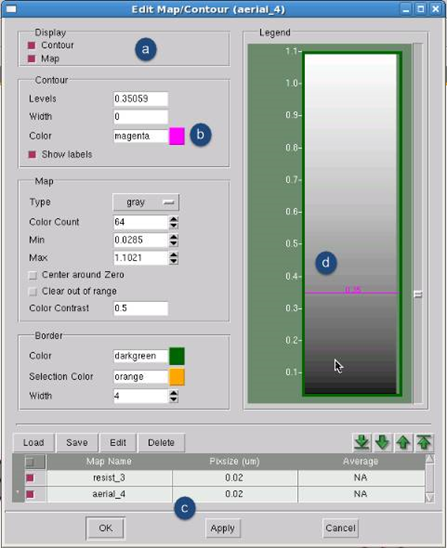 Edit Map/Contour (aerial_4)
Display
Contour
Map
a
Contour
Levels 0.35059
Width 0
Color magenta
b
Show labels
Map
Type gray
Color Count 64
Min 0.0285
Max 1.1021
Center around Zero
Clear out of range
Color Contrast 0.5
Border
Color darkgreen
Selection Color orange
Width 4
Legend
1.1
1.0
0.9
0.8
0.7
0.6
0.5
d
0.4
0.35
0.3
0.2
0.1
Load Save Edit Delete
Map Name Pixsize (um) Average
resist_3 0.02 NA
aerial_4 0.02 NA
c
OK Apply Cancel